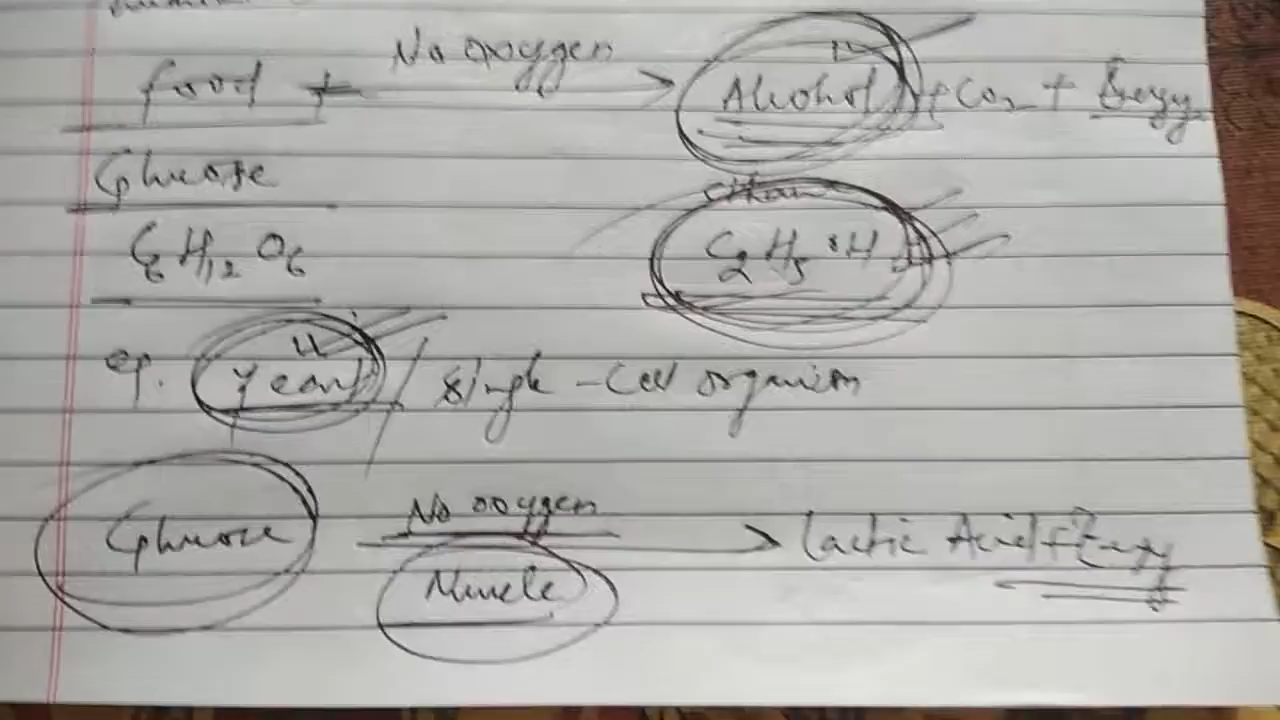 No oxygen
food + → Alcohol + CO2 + Energy
Glucose
C6H12O6 C2H5OH
eg. Yeast / single-cell organism
No oxygen
Glucose → Lactic Acid + Energy
Muscle